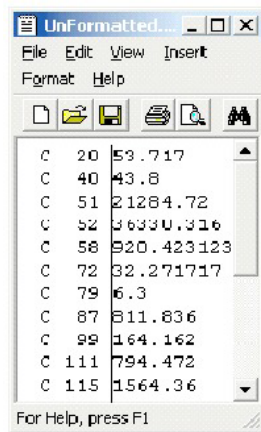 UnFormatted....
File Edit View Insert
Format Help
C 20 53.717
C 40 43.8
C 51 21284.72
C 52 36330.316
C 58 920.423123
C 72 32.271717
C 79 6.3
C 87 811.836
C 99 164.162
C 111 794.472
C 115 1564.36
For Help, press F1